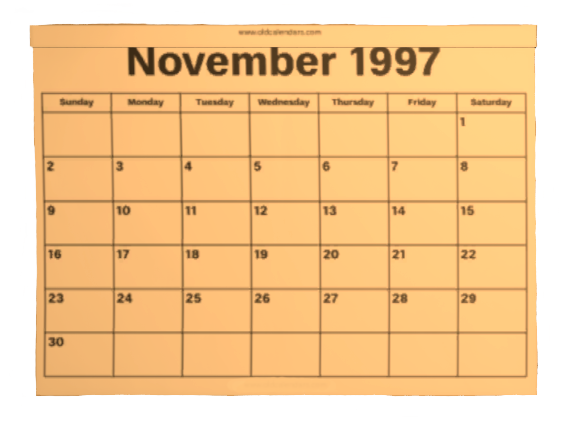 www.oldcalendars.com
November 1997
Sunday Monday Tuesday Wednesday Thursday Friday Saturday
1
2 3 4 5 6 7 8
9 10 11 12 13 14 15
16 17 18 19 20 21 22
23 24 25 26 27 28 29
30